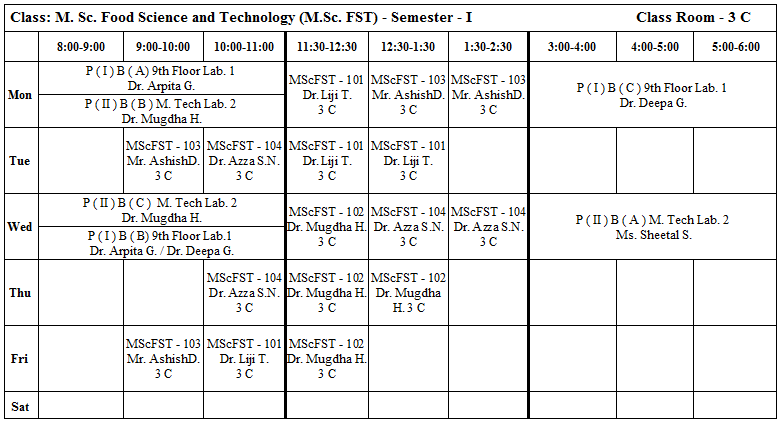 Class: M. Sc. Food Science and Technology (M.Sc. FST) - Semester - I Class Room - 3 C
8:00-9:00 9:00-10:00 10:00-11:00 11:30-12:30 12:30-1:30 1:30-2:30 3:00-4:00 4:00-5:00 5:00-6:00
Mon
P ( I ) B ( A) 9th Floor Lab. 1
Dr. Arpita G.
P ( II ) B ( B) M. Tech Lab. 2
Dr. Mugdha H.
MScFST - 101
Dr. Liji T.
3 C
MScFST - 103
Mr. AshishD.
3 C
MScFST - 103
Mr. AshishD.
3 C
P ( I ) B ( C) 9th Floor Lab. 1
Dr. Deepa G.
Tue
MScFST - 103
Mr. AshishD.
3 C
MScFST - 104
Dr. Azza S.N.
3 C
MScFST - 101
Dr. Liji T.
3 C
MScFST - 101
Dr. Liji T.
3 C
Wed
P ( II ) B ( C ) M. Tech Lab. 2
Dr. Mugdha H.
P ( I ) B ( B) 9th Floor Lab.1
Dr. Arpita G. / Dr. Deepa G.
MScFST - 102
Dr. Mugdha H.
3 C
MScFST - 104
Dr. Azza S.N.
3 C
MScFST - 104
Dr. Azza S.N.
3 C
P ( II ) B ( A ) M. Tech Lab. 2
Ms. Sheetal S.
Thu
MScFST - 104
Dr. Azza S.N.
3 C
MScFST - 102
Dr. Mugdha H.
3 C
MScFST - 102
Dr. Mugdha
H. 3 C
Fri
MScFST - 103
Mr. AshishD.
3 C
MScFST - 101
Dr. Liji T.
3 C
MScFST - 102
Dr. Mugdha H.
3 C
Sat